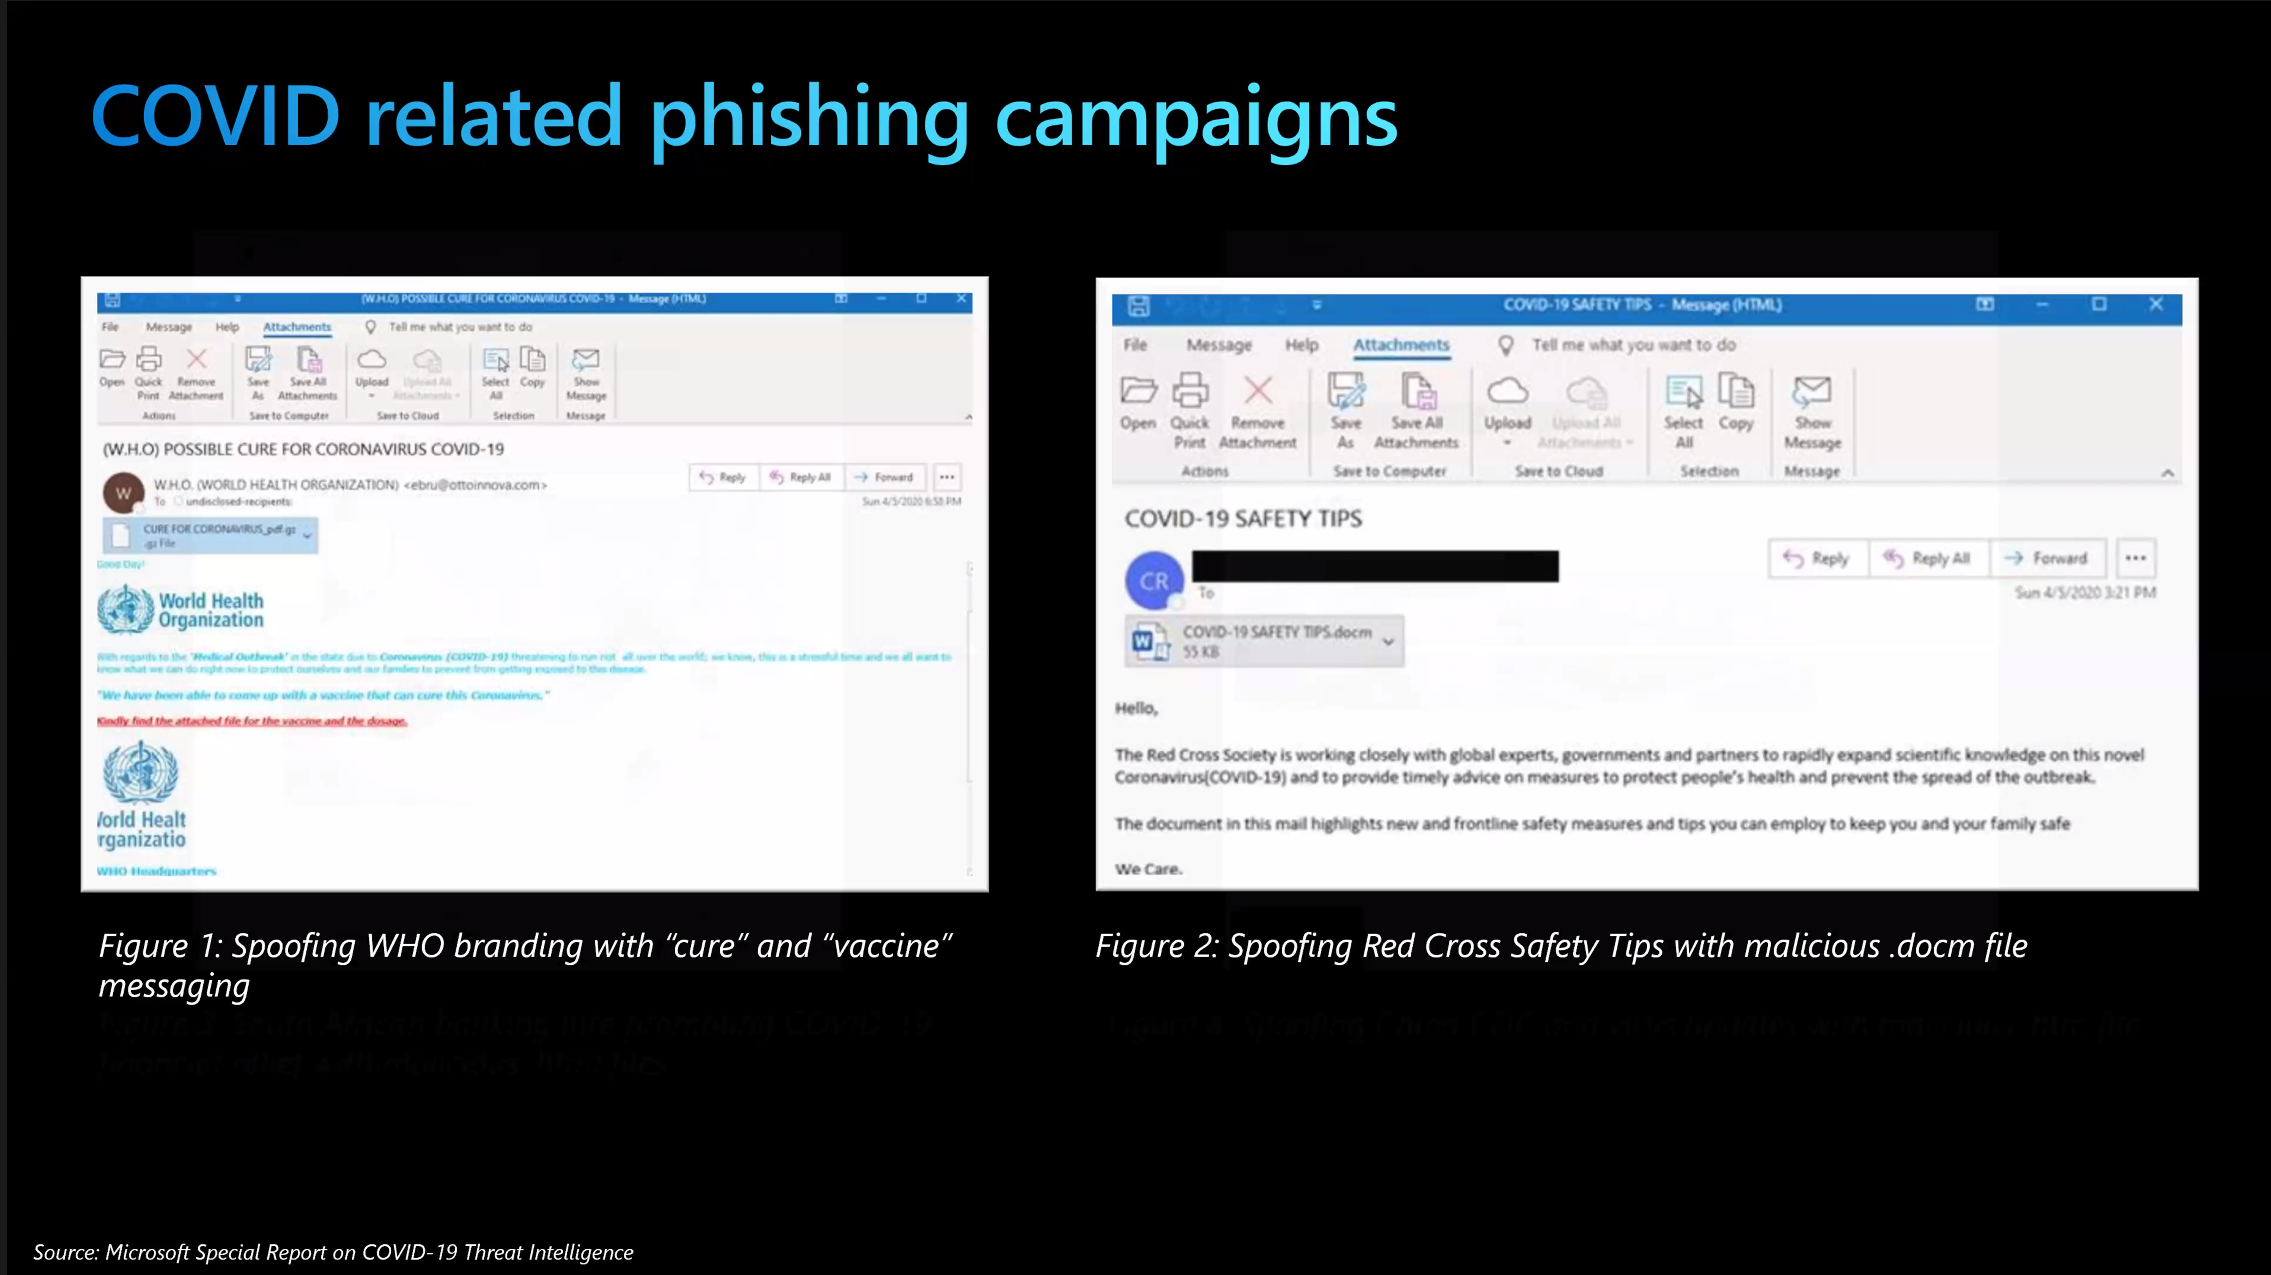 COVID related phishing campaigns
(W.H.O) POSSIBLE CURE FOR CORONAVIRUS COVID-19 - Message (HTML)
File Message Help Attachments Tell me what you want to do
Open Quick Print Remove Attachment Save As Save All Attachments Upload Upload All Attachments Select All Copy Show Message
Actions Save to Computer Save to Cloud Selection Message
(W.H.O) POSSIBLE CURE FOR CORONAVIRUS COVID-19
W
W.H.O. (WORLD HEALTH ORGANIZATION) <ebru@ottoinnova.com>
Reply Reply All Forward ...
To undisclosed-recipients:
Sun 4/5/2020 6:53 PM
CURE FOR CORONAVIRUS_pdf.gz
.gz File
Good Day!
World Health
Organization
With regards to the "Medical Outbreak" in the state due to Coronavirus (COVID-19) threatening to run riot all over the world; we know, this is a stressful time and we all want to
know what we can do right now to protect ourselves and our families to prevent from getting exposed to this disease.
"We have been able to come up with a vaccine that can cure this Coronavirus."
Kindly find the attached file for the vaccine and the dosage.
/orld Healt
rganizatio
WHO Headquarters
Figure 1: Spoofing WHO branding with “cure” and “vaccine”
messaging
COVID-19 SAFETY TIPS - Message (HTML)
File Message Help Attachments Tell me what you want to do
Open Quick Print Remove Attachment Save As Save All Attachments Upload Upload All Attachments Select All Copy Show Message
Actions Save to Computer Save to Cloud Selection Message
COVID-19 SAFETY TIPS
CR
Reply Reply All Forward ...
To
Sun 4/5/2020 3:21 PM
COVID-19 SAFETY TIPS.docm
55 KB
Hello,
The Red Cross Society is working closely with global experts, governments and partners to rapidly expand scientific knowledge on this novel
Coronavirus(COVID-19) and to provide timely advice on measures to protect people's health and prevent the spread of the outbreak.
The document in this mail highlights new and frontline safety measures and tips you can employ to keep you and your family safe
We Care.
Figure 2: Spoofing Red Cross Safety Tips with malicious .docm file
Source: Microsoft Special Report on COVID-19 Threat Intelligence